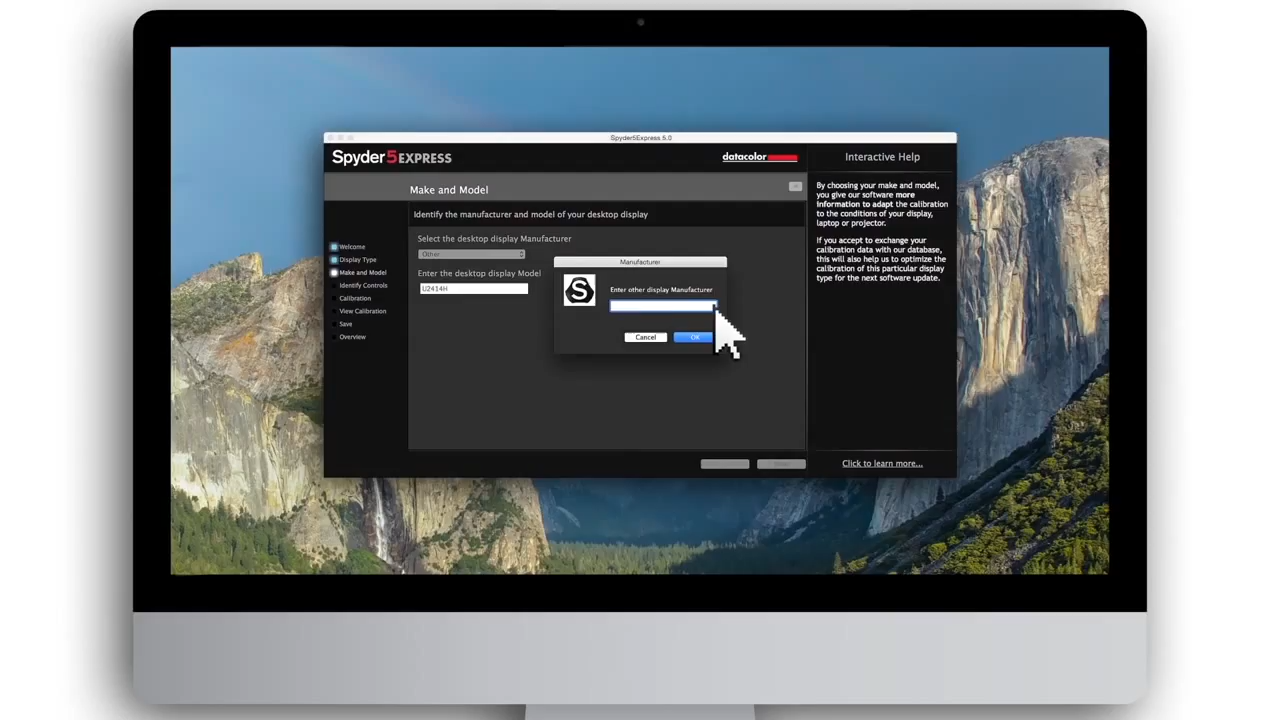 Spyder5Express 5.0
Spyder5EXPRESS
datacolor
Interactive Help
Make and Model
Identify the manufacturer and model of your desktop display
Welcome
Display Type
Make and Model
Identify Controls
Calibration
View Calibration
Save
Overview
Select the desktop display Manufacturer
Other
Enter the desktop display Model
U2414H
Manufacturer
S
Enter other display Manufacturer
Cancel
OK
By choosing your make and model,
you give our software more
information to adapt the calibration
to the conditions of your display,
laptop or projector.
If you accept to exchange your
calibration data with our database,
this will also help us to optimize the
calibration of this particular display
type for the next software update.
Click to learn more...